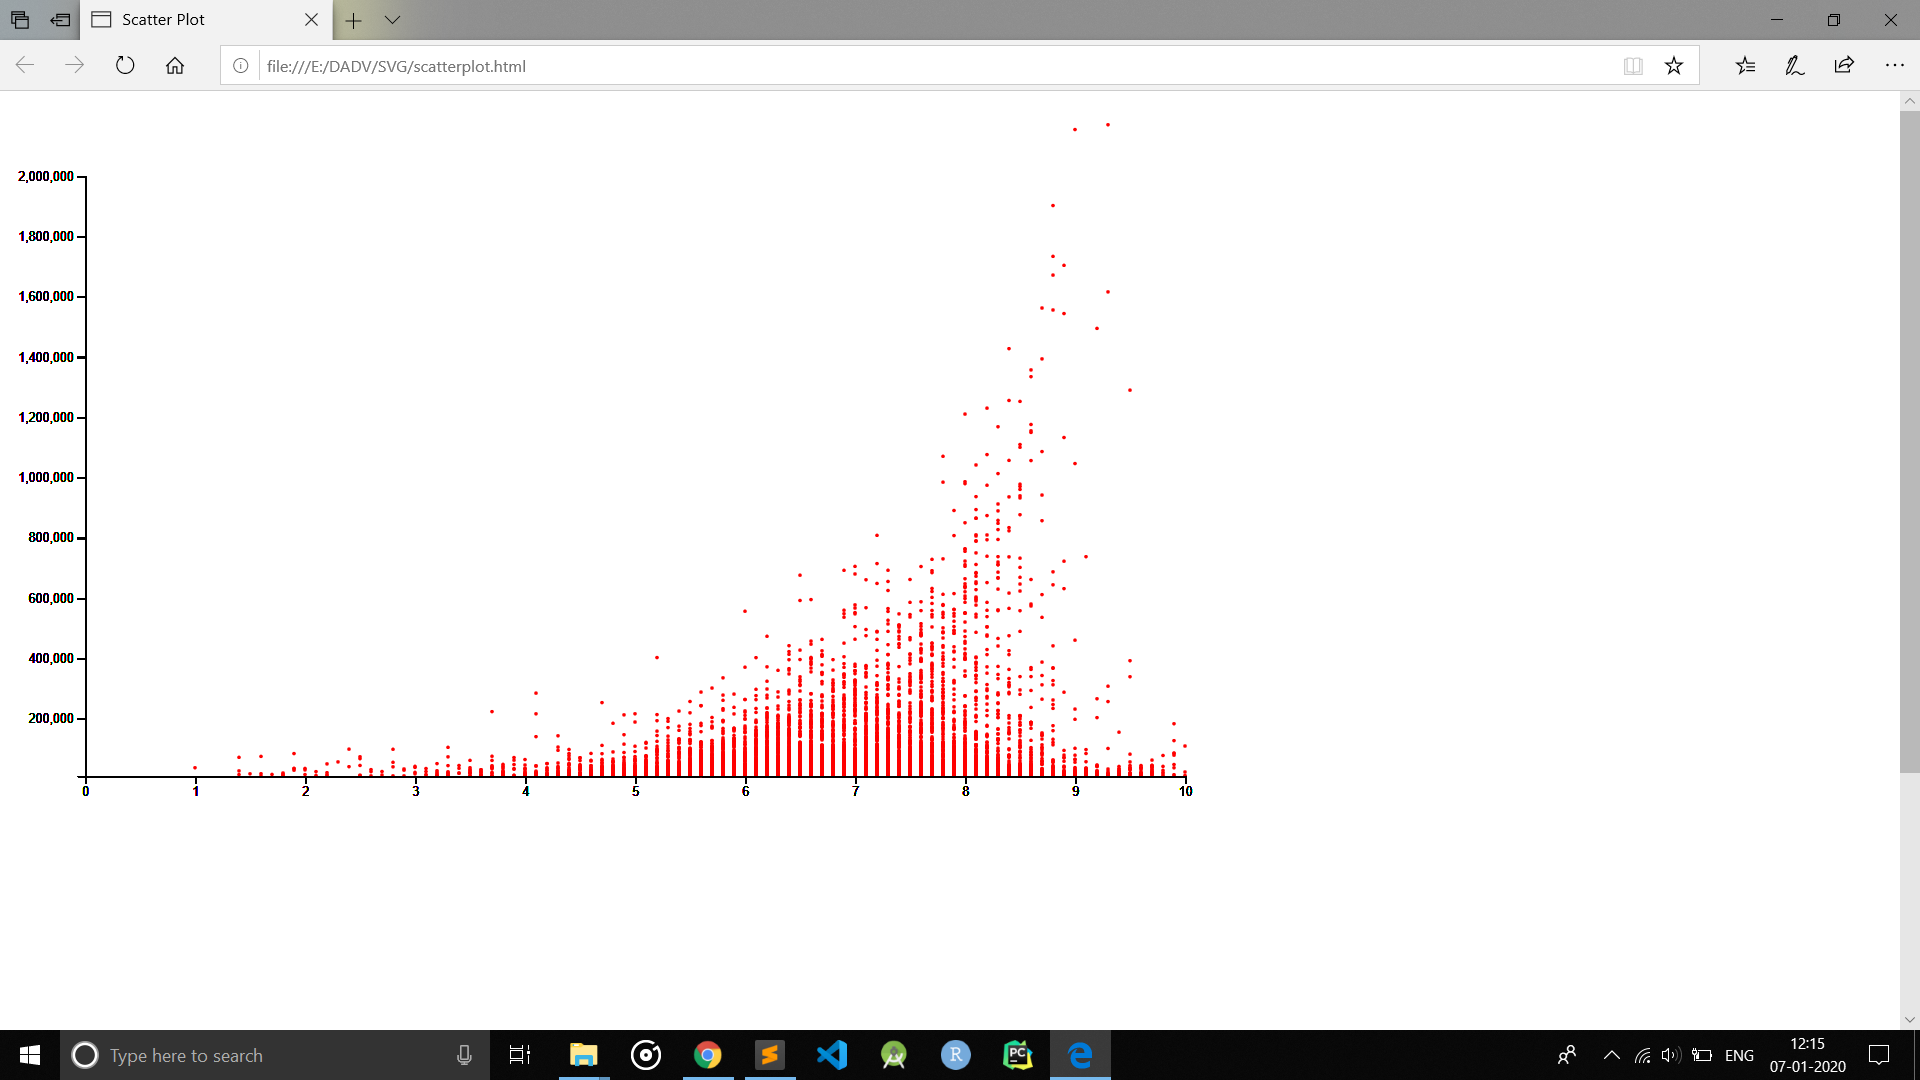 Scatter Plot
file:///E:/DADV/SVG/scatterplot.html
2,000,000
1,800,000
1,600,000
1,400,000
1,200,000
1,000,000
800,000
600,000
400,000
200,000
0 1 2 3 4 5 6 7 8 9 10
Type here to search
R
PC
ENG
12:15
07-01-2020